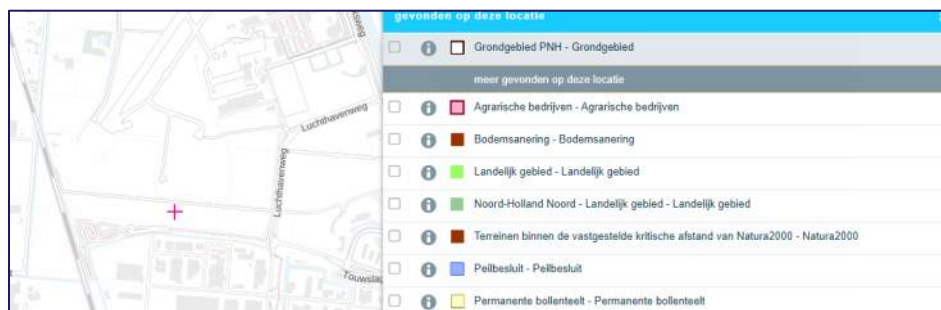 gevonden op deze locatie
Grondgebied PNH - Grondgebied
meer gevonden op deze locatie
Agrarische bedrijven - Agrarische bedrijven
Bodemsanering - Bodemsanering
Landelijk gebied - Landelijk gebied
Noord-Holland Noord - Landelijk gebied - Landelijk gebied
Terreinen binnen de vastgestelde kritische afstand van Natura2000 - Natura2000
Peilbesluit - Peilbesluit
Permanente bollenteelt - Permanente bollenteelt
Luchthavenweg
Luchthavenweg